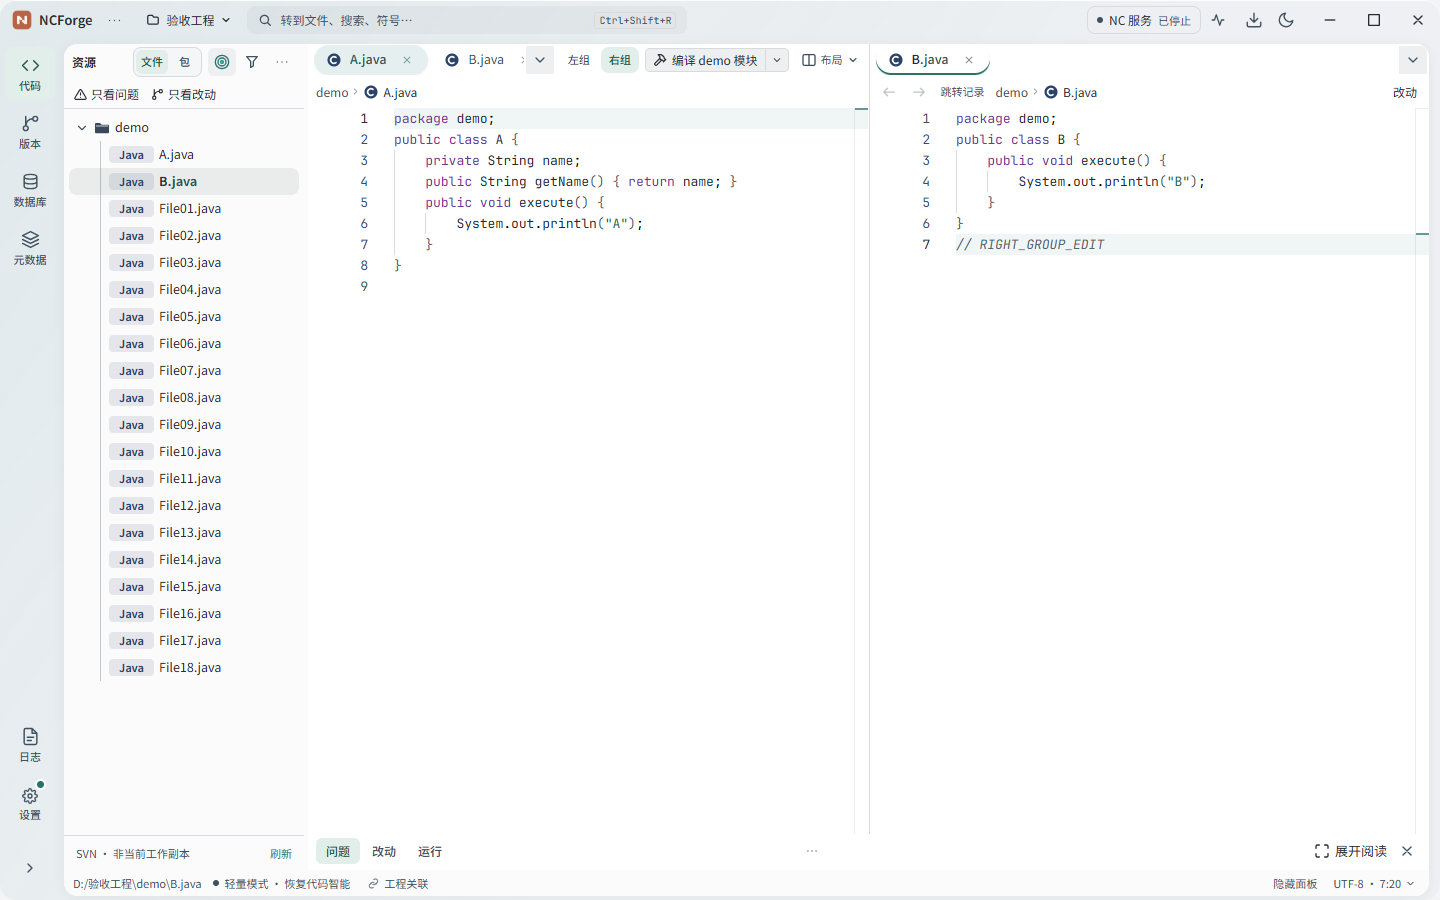 NCForge ··· 验收工程 转到文件、搜索、符号… Ctrl+Shift+R NC 服务 已停止
代码
版本
数据库
元数据
日志
设置
资源 文件 包 ···
只看问题 只看改动
demo
Java A.java
Java B.java
Java File01.java
Java File02.java
Java File03.java
Java File04.java
Java File05.java
Java File06.java
Java File07.java
Java File08.java
Java File09.java
Java File10.java
Java File11.java
Java File12.java
Java File13.java
Java File14.java
Java File15.java
Java File16.java
Java File17.java
Java File18.java
SVN • 非当前工作副本 刷新
A.java × B.java 左组 右组 编译 demo 模块 布局
demo > A.java
1 package demo;
2 public class A {
3 private String name;
4 public String getName() { return name; }
5 public void execute() {
6 System.out.println("A");
7 }
8 }
9
B.java ×
← → 跳转记录 demo > B.java 改动
1 package demo;
2 public class B {
3 public void execute() {
4 System.out.println("B");
5 }
6 }
7 // RIGHT_GROUP_EDIT
问题 改动 运行 ··· 展开阅读
D:/验收工程\demo\B.java 轻量模式 • 恢复代码智能 工程关联 隐藏面板 UTF-8 • 7:20